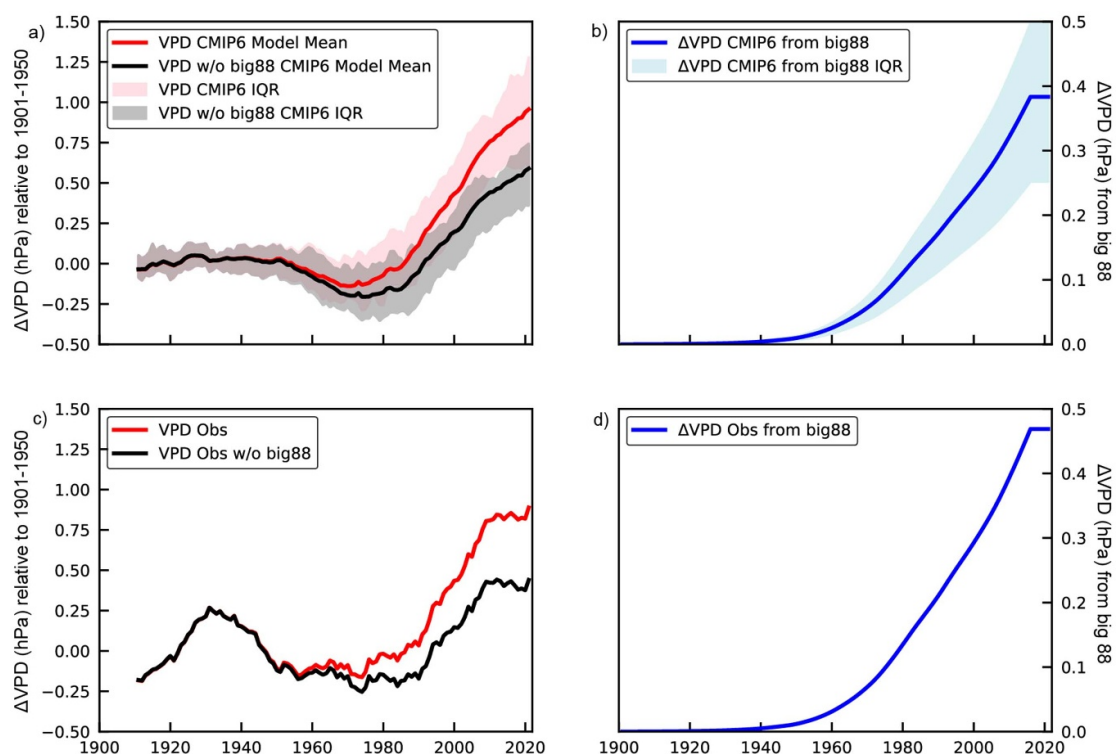 a)
ΔVPD (hPa) relative to 1901-1950
1.50
1.25
1.00
0.75
0.50
0.25
0.00
−0.25
−0.50
VPD CMIP6 Model Mean
VPD w/o big88 CMIP6 Model Mean
VPD CMIP6 IQR
VPD w/o big88 CMIP6 IQR
b)
ΔVPD CMIP6 from big88
ΔVPD CMIP6 from big88 IQR
0.5
0.4
0.3
0.2
0.1
0.0
ΔVPD (hPa) from big 88
c)
ΔVPD (hPa) relative to 1901-1950
1.50
1.25
1.00
0.75
0.50
0.25
0.00
−0.25
−0.50
VPD Obs
VPD Obs w/o big88
1900 1920 1940 1960 1980 2000 2020
d)
ΔVPD Obs from big88
0.5
0.4
0.3
0.2
0.1
0.0
ΔVPD (hPa) from big 88
1900 1920 1940 1960 1980 2000 2020